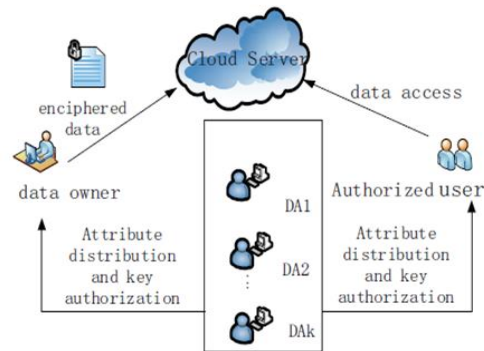 Cloud Server
enciphered
data
data access
data owner
Authorized user
DA1
Attribute
distribution
and key
authorization
DA2
⋮
DAk
Attribute
distribution
and key
authorization